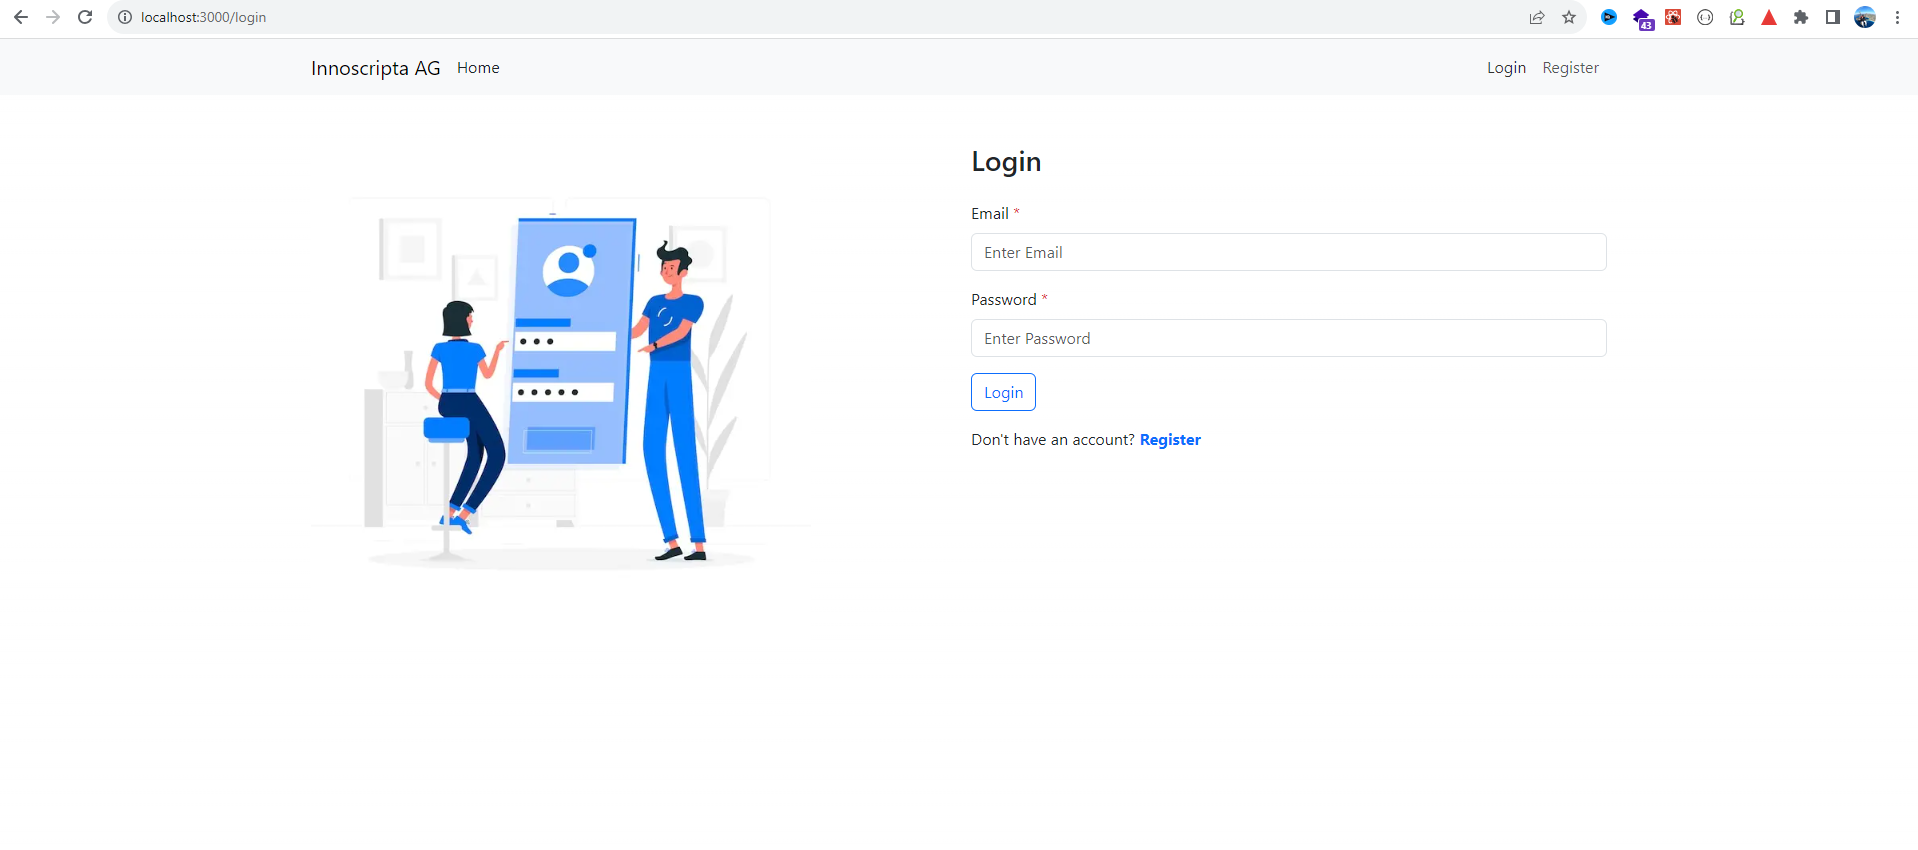 localhost:3000/login
43
Innoscripta AG Home Login Register
Login
Email *
Enter Email
Password *
Enter Password
Login
Don't have an account? Register